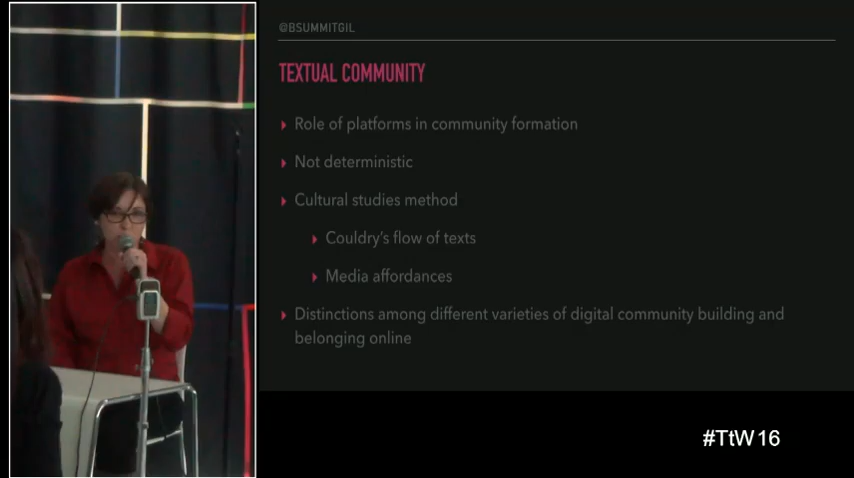 @BSUMMITGIL
TEXTUAL COMMUNITY
Role of platforms in community formation
Not deterministic
Cultural studies method
Couldry's flow of texts
Media affordances
Distinctions among different varieties of digital community building and
belonging online
#TtW16